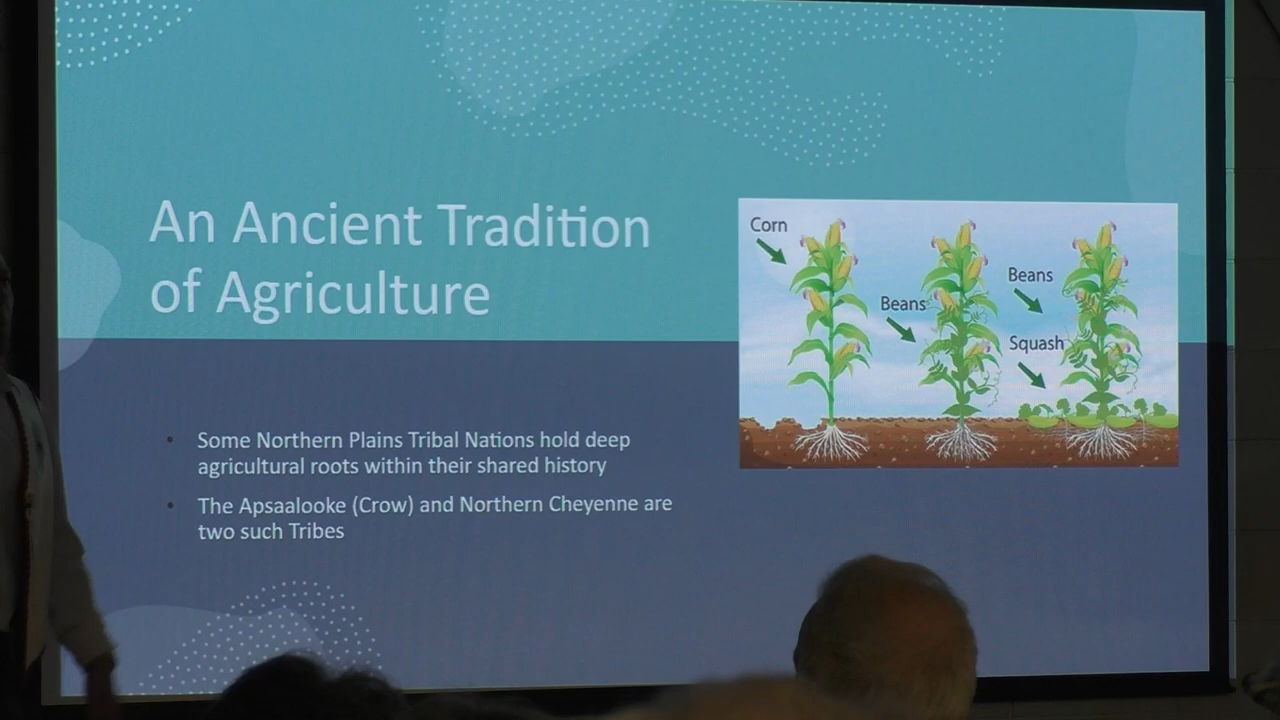 An Ancient Tradition
of Agriculture
• Some Northern Plains Tribal Nations hold deep
agricultural roots within their shared history
• The Apsaalooke (Crow) and Northern Cheyenne are
two such Tribes
Corn
Beans
Beans
Squash